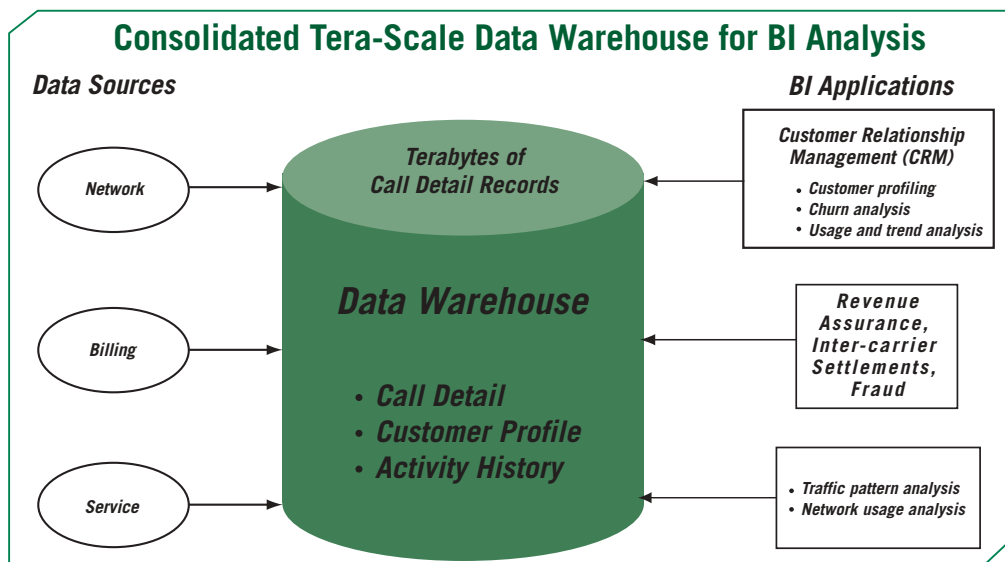 Consolidated Tera-Scale Data Warehouse for BI Analysis
Data Sources
BI Applications
Network
Billing
Service
Terabytes of
Call Detail Records
Data Warehouse
• Call Detail
• Customer Profile
• Activity History
Customer Relationship
Management (CRM)
• Customer profiling
• Churn analysis
• Usage and trend analysis
Revenue
Assurance,
Inter-carrier
Settlements,
Fraud
• Traffic pattern analysis
• Network usage analysis